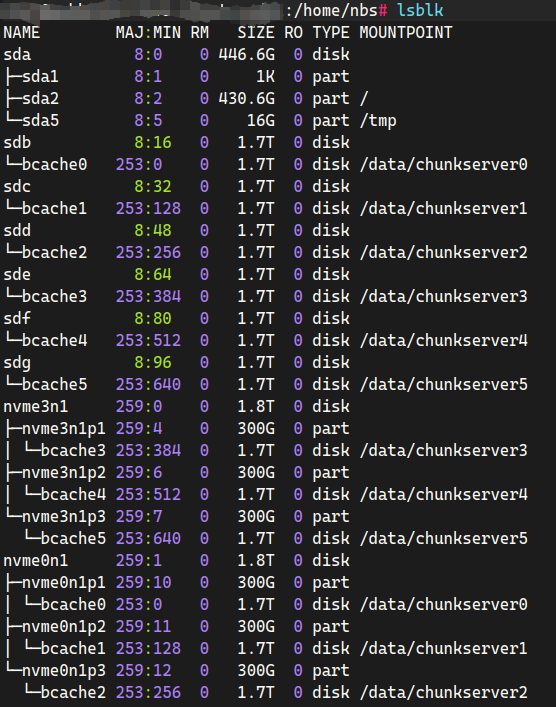 :/home/nbs# lsblk
NAME MAJ:MIN RM SIZE RO TYPE MOUNTPOINT
sda 8:0 0 446.6G 0 disk
├─sda1 8:1 0 1K 0 part
├─sda2 8:2 0 430.6G 0 part /
└─sda5 8:5 0 16G 0 part /tmp
sdb 8:16 0 1.7T 0 disk
└─bcache0 253:0 0 1.7T 0 disk /data/chunkserver0
sdc 8:32 0 1.7T 0 disk
└─bcache1 253:128 0 1.7T 0 disk /data/chunkserver1
sdd 8:48 0 1.7T 0 disk
└─bcache2 253:256 0 1.7T 0 disk /data/chunkserver2
sde 8:64 0 1.7T 0 disk
└─bcache3 253:384 0 1.7T 0 disk /data/chunkserver3
sdf 8:80 0 1.7T 0 disk
└─bcache4 253:512 0 1.7T 0 disk /data/chunkserver4
sdg 8:96 0 1.7T 0 disk
└─bcache5 253:640 0 1.7T 0 disk /data/chunkserver5
nvme3n1 259:0 0 1.8T 0 disk
├─nvme3n1p1 259:4 0 300G 0 part
│ └─bcache3 253:384 0 1.7T 0 disk /data/chunkserver3
├─nvme3n1p2 259:6 0 300G 0 part
│ └─bcache4 253:512 0 1.7T 0 disk /data/chunkserver4
└─nvme3n1p3 259:7 0 300G 0 part
  └─bcache5 253:640 0 1.7T 0 disk /data/chunkserver5
nvme0n1 259:1 0 1.8T 0 disk
├─nvme0n1p1 259:10 0 300G 0 part
│ └─bcache0 253:0 0 1.7T 0 disk /data/chunkserver0
├─nvme0n1p2 259:11 0 300G 0 part
│ └─bcache1 253:128 0 1.7T 0 disk /data/chunkserver1
└─nvme0n1p3 259:12 0 300G 0 part
  └─bcache2 253:256 0 1.7T 0 disk /data/chunkserver2